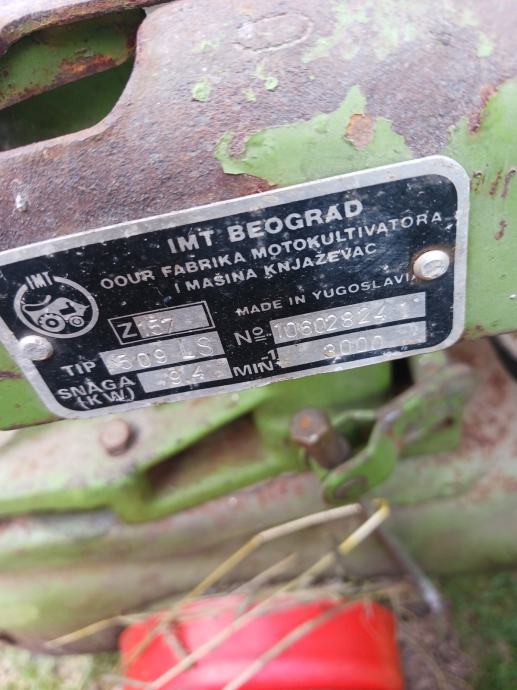 IMT BEOGRAD
OOUR FABRIKA MOTOKULTIVATORA
I MAŠINA KNJAŽEVAC
IMT
MADE IN YUGOSLAVIA
Z157
TIP 509 LS № 10602824
SNAGA (KW) 9 4 MIN-1 3000